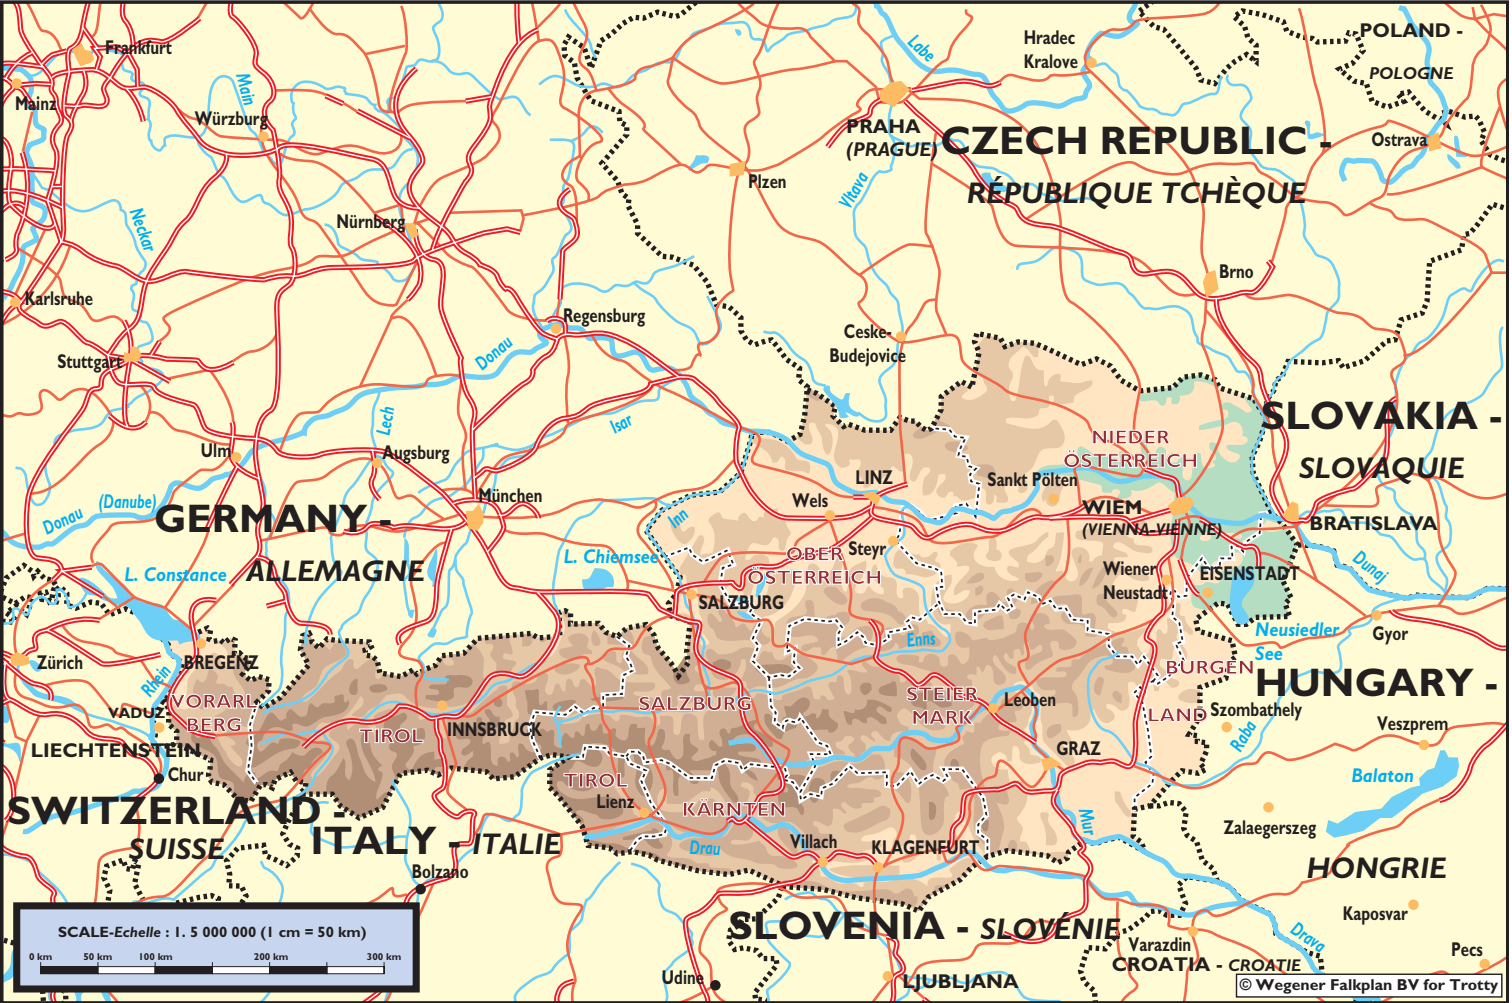 Frankfurt
Mainz
Main
Würzburg
Neckar
Nürnberg
Karlsruhe
Stuttgart
Regensburg
Donau
Lech
Isar
Ulm
Augsburg
München
(Danube)
Donau
GERMANY -
ALLEMAGNE
L. Constance
L. Chiemsee
Inn
Labe
Hradec
Kralove
POLAND -
POLOGNE
Ostrava
PRAHA
(PRAGUE)
CZECH REPUBLIC -
RÉPUBLIQUE TCHÈQUE
Plzen
Vltava
Brno
Ceske-
Budejovice
SLOVAKIA -
SLOVAQUIE
NIEDER
ÖSTERREICH
LINZ
Wels
Sankt Pölten
WIEM
(VIENNA-VIENNE)
BRATISLAVA
OBER
ÖSTERREICH
Steyr
Wiener
Neustadt
EISENSTADT
Dunaj
SALZBURG
Neusiedler
See
Gyor
Enns
Zürich
BREGENZ
Rhein
VORARL
BERG
VADUZ
LIECHTENSTEIN
Chur
TIROL
INNSBRUCK
SALZBURG
STEIER
MARK
Leoben
BURGEN
LAND
HUNGARY -
Szombathely
Raba
Veszprem
GRAZ
Balaton
TIROL
Lienz
KÄRNTEN
SWITZERLAND -
SUISSE
ITALY - ITALIE
Bolzano
Drau
Villach
KLAGENFURT
Mur
Zalaegerszeg
HONGRIE
Kaposvar
SLOVENIA - SLOVÉNIE
Varazdin
Drava
Pecs
CROATIA - CROATIE
Udine
LJUBLJANA
SCALE-Echelle : 1. 5 000 000 (1 cm = 50 km)
0 km 50 km 100 km 200 km 300 km
© Wegener Falkplan BV for Trotty